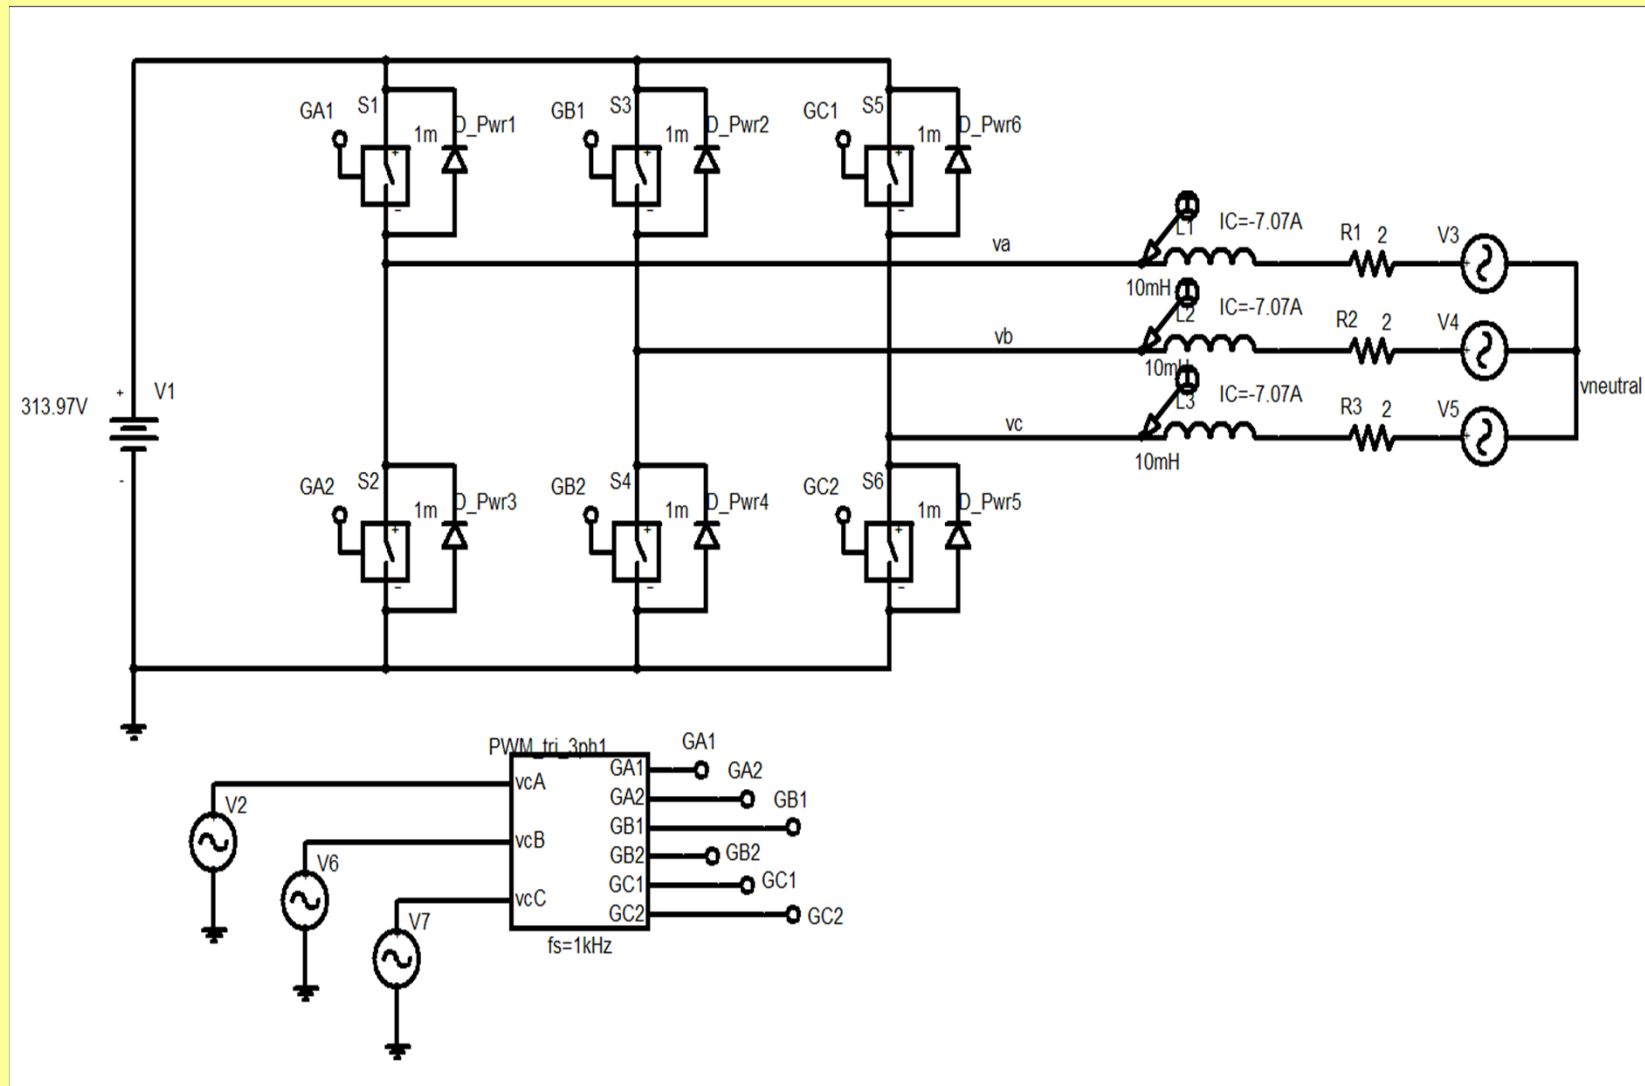 GA1
S1
1m
D_Pwr1
GB1
S3
1m
D_Pwr2
GC1
S5
1m
D_Pwr6
va
L1
IC=-7.07A
10mH
R1 2
V3
vb
L2
IC=-7.07A
10mH
R2 2
V4
vc
L3
IC=-7.07A
10mH
R3 2
V5
vneutral
313.97V
+
V1
-
GA2
S2
1m
D_Pwr3
GB2
S4
1m
D_Pwr4
GC2
S6
1m
D_Pwr5
PWM_tri_3ph1
V2
vcA
V6
vcB
V7
vcC
GA1
GA2
GB1
GB2
GC1
GC2
GA1
GA2
GB1
GB2
GC1
GC2
fs=1kHz